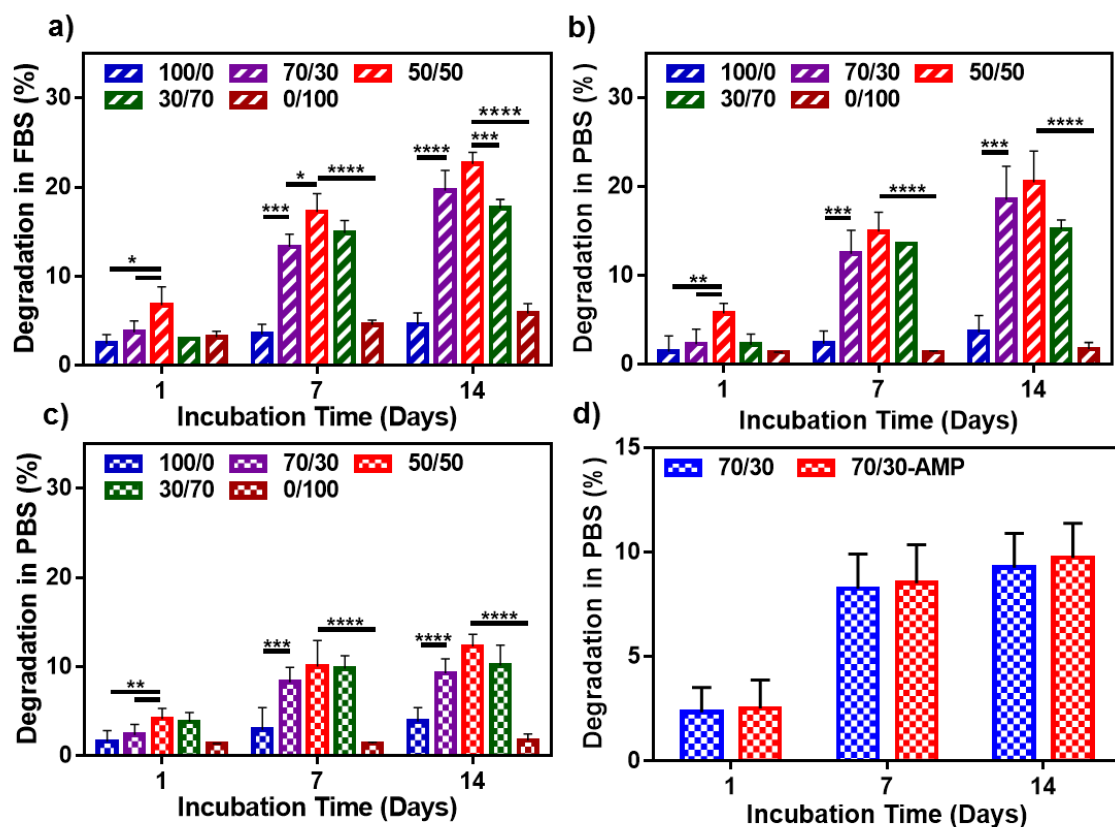 a)
Degradation in FBS (%)
30
20
10
0
100/0 70/30 50/50
30/70 0/100
* *** * **** **** **** ***
1 7 14
Incubation Time (Days)
b)
Degradation in PBS (% )
30
20
10
0
100/0 70/30 50/50
30/70 0/100
** *** **** *** ****
1 7 14
Incubation Time (Days)
c)
Degradation in PBS (%)
30
20
10
0
100/0 70/30 50/50
30/70 0/100
** *** **** **** ****
1 7 14
Incubation Time (Days)
d)
Degradation in PBS (% )
15
10
5
0
70/30 70/30-AMP
1 7 14
Incubation Time (Days)